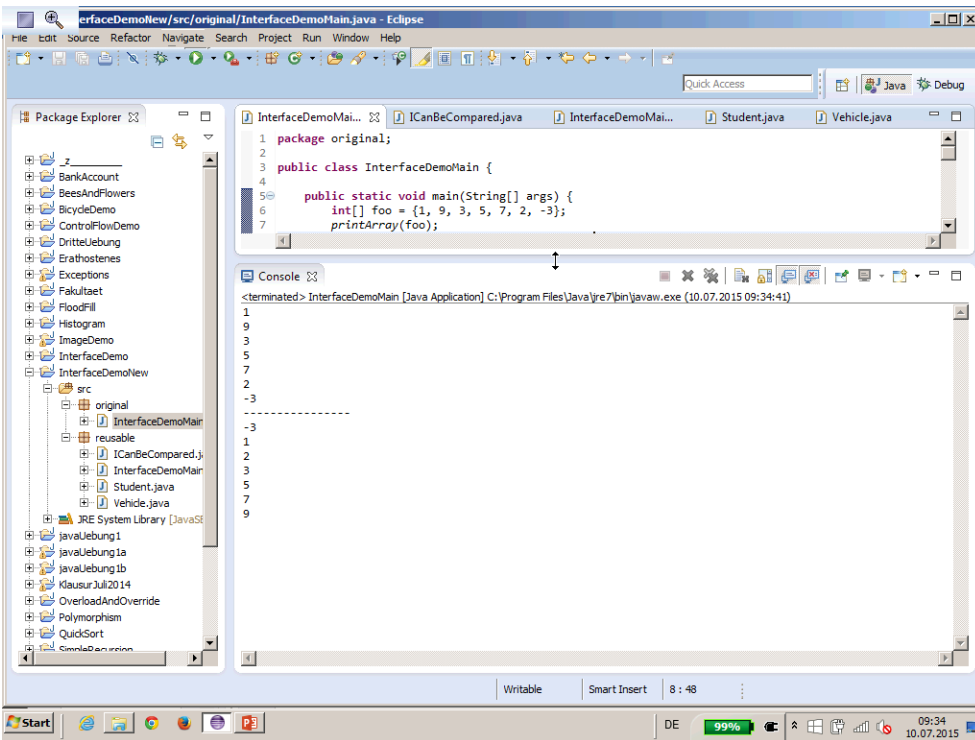 erfaceDemoNew/src/original/InterfaceDemoMain.java - Eclipse
File Edit Source Refactor Navigate Search Project Run Window Help
Quick Access
Java
Debug
Package Explorer
_z_________
BankAccount
BeesAndFlowers
BicycleDemo
ControlFlowDemo
DritteUebung
Erathostenes
Exceptions
Fakultaet
FloodFill
Histogram
ImageDemo
InterfaceDemo
InterfaceDemoNew
src
original
InterfaceDemoMain
reusable
ICanBeCompared.j
InterfaceDemoMain
Student.java
Vehicle.java
JRE System Library [JavaSE
javaUebung1
javaUebung1a
javaUebung1b
KlausurJuli2014
OverloadAndOverride
Polymorphism
QuickSort
SimpleRecursion
InterfaceDemoMai... ICanBeCompared.java InterfaceDemoMai... Student.java Vehicle.java
1 package original;
2
3 public class InterfaceDemoMain {
4
5 public static void main(String[] args) {
6 int[] foo = {1, 9, 3, 5, 7, 2, -3};
7 printArray(foo);
Console
<terminated> InterfaceDemoMain [Java Application] C:\Program Files\Java\jre7\bin\javaw.exe (10.07.2015 09:34:41)
1
9
3
5
7
2
-3
----------------
-3
1
2
3
5
7
9
Writable Smart Insert 8 : 48
Start
DE
99%
09:34
10.07.2015